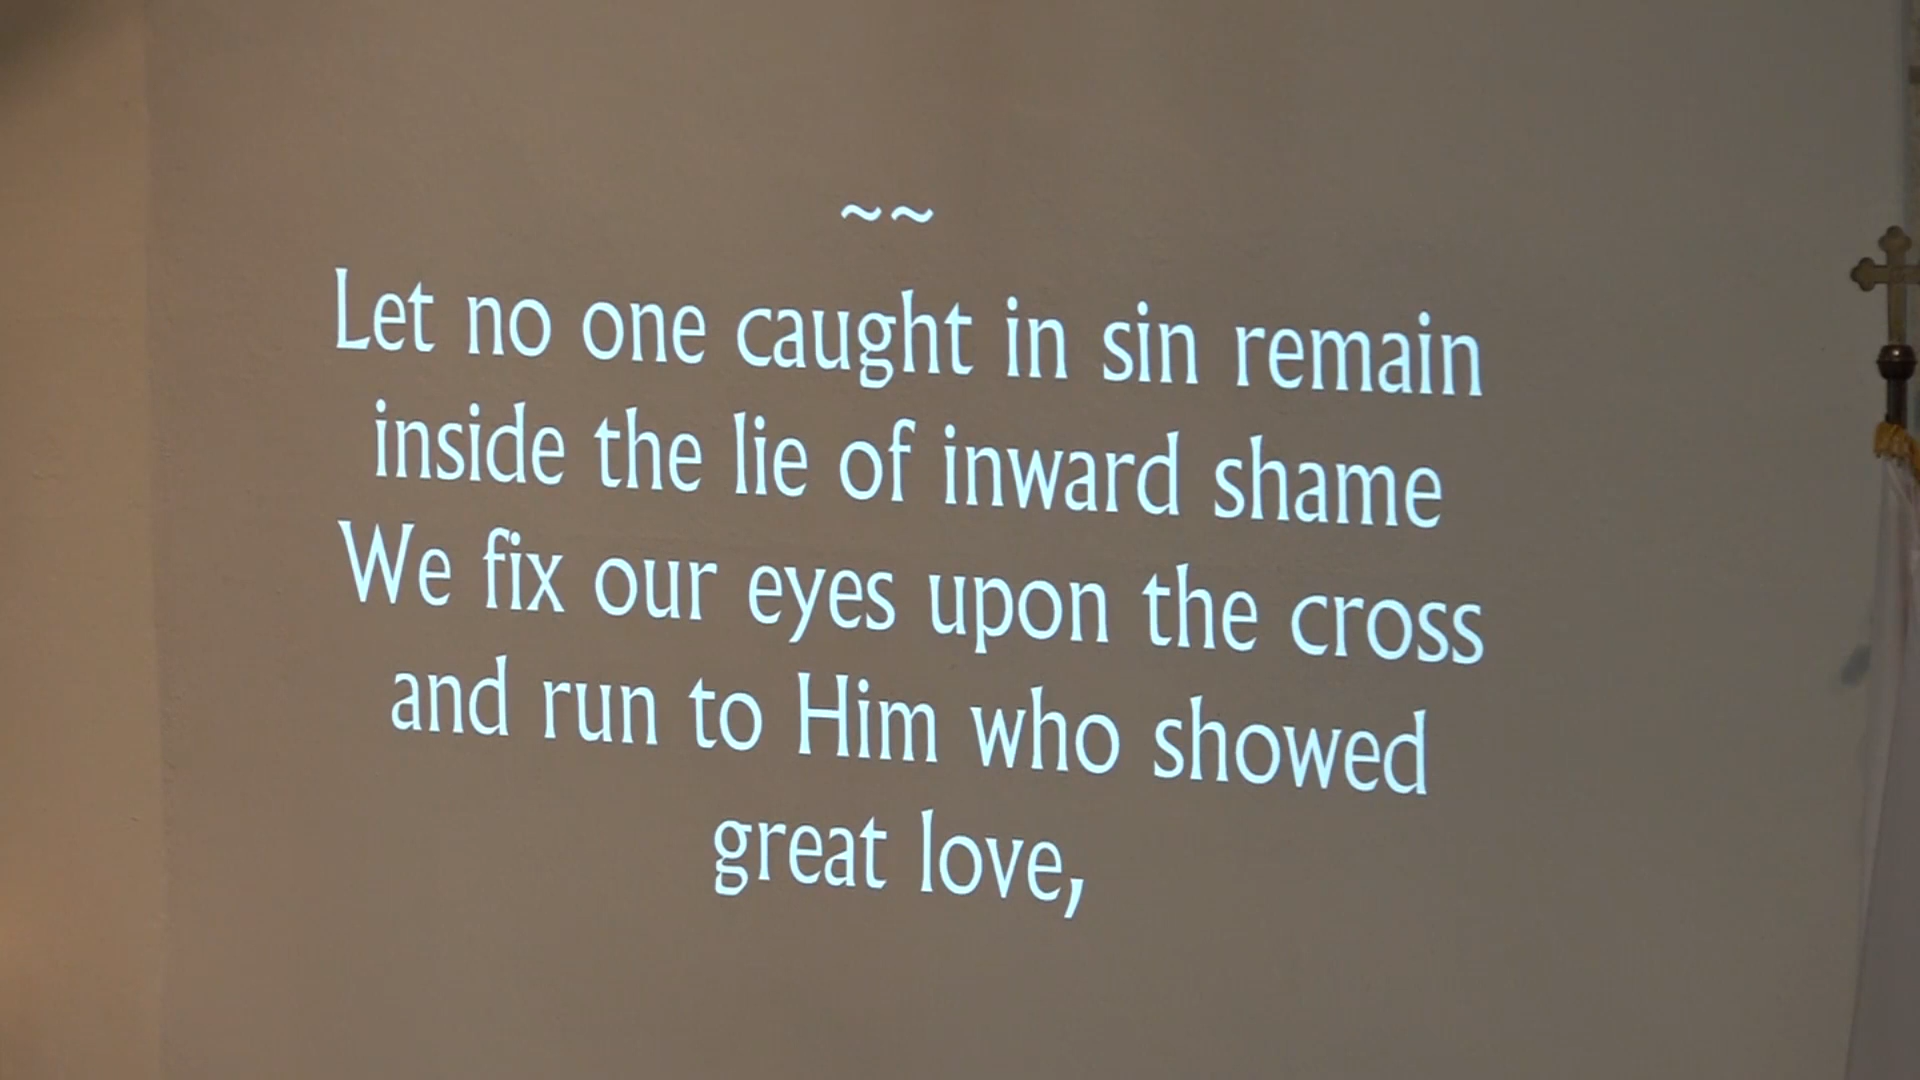 ~~
Let no one caught in sin remain
inside the lie of inward shame
We fix our eyes upon the cross
and run to Him who showed
great love,